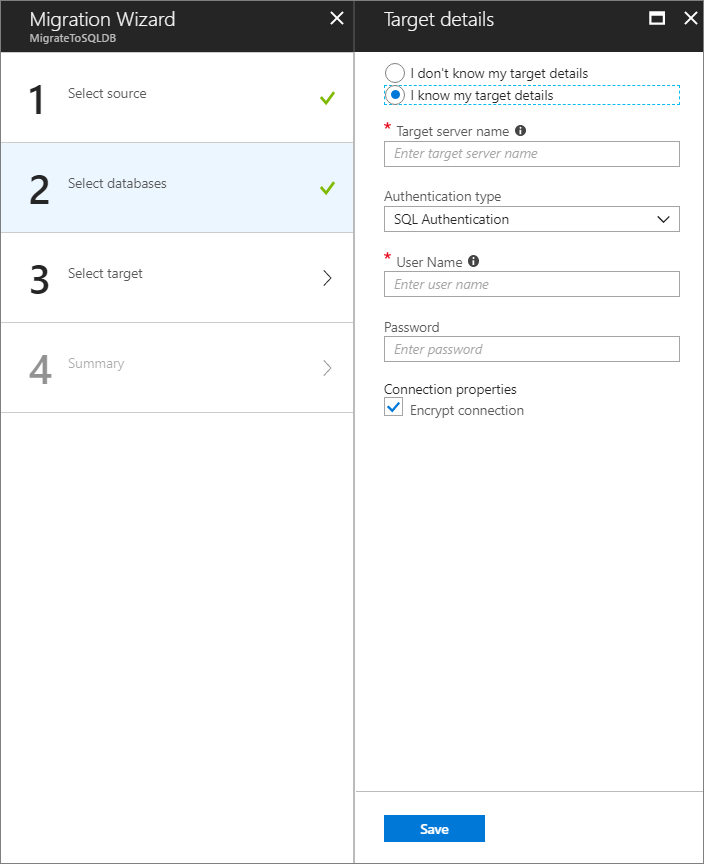 Migration Wizard
MigrateToSQLDB
1 Select source
2 Select databases
3 Select target
4 Summary
Target details
I don't know my target details
I know my target details
* Target server name
Enter target server name
Authentication type
SQL Authentication
* User Name
Enter user name
Password
Enter password
Connection properties
Encrypt connection
Save